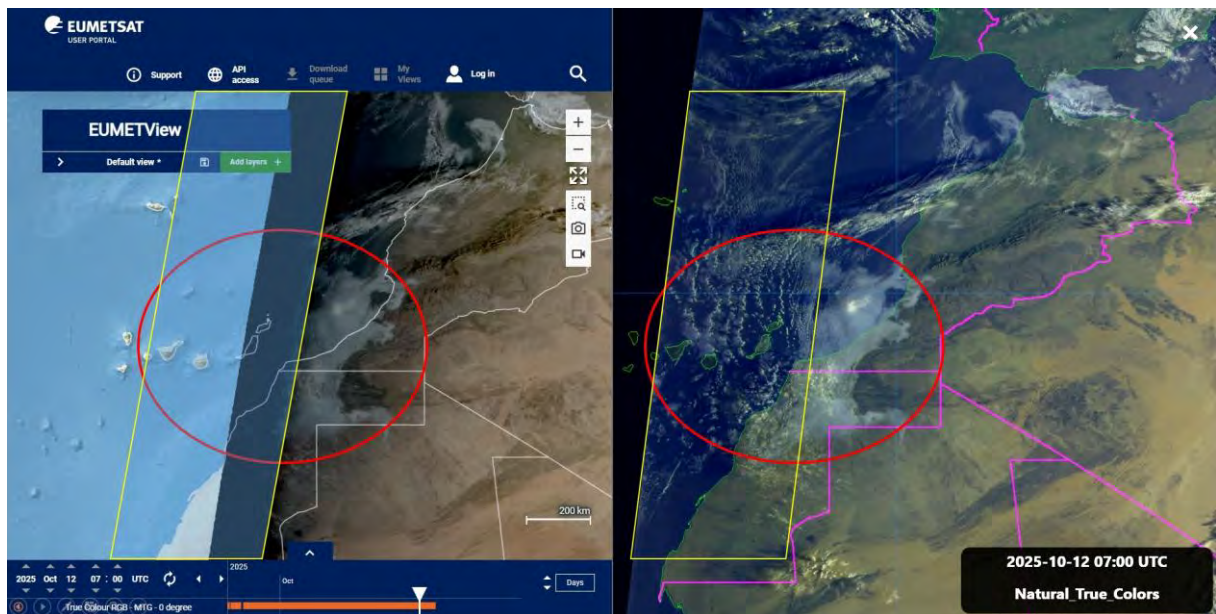 EUMETSAT
USER PORTAL
Support
API access
Download queue
My Views
Log in
EUMETView
Default view *
Add layers +
200 km
2025
2025 Oct 12 07 : 00 UTC
Oct
Days
True Colour RGB - MTG - 0 degree
2025-10-12 07:00 UTC
Natural_True_Colors